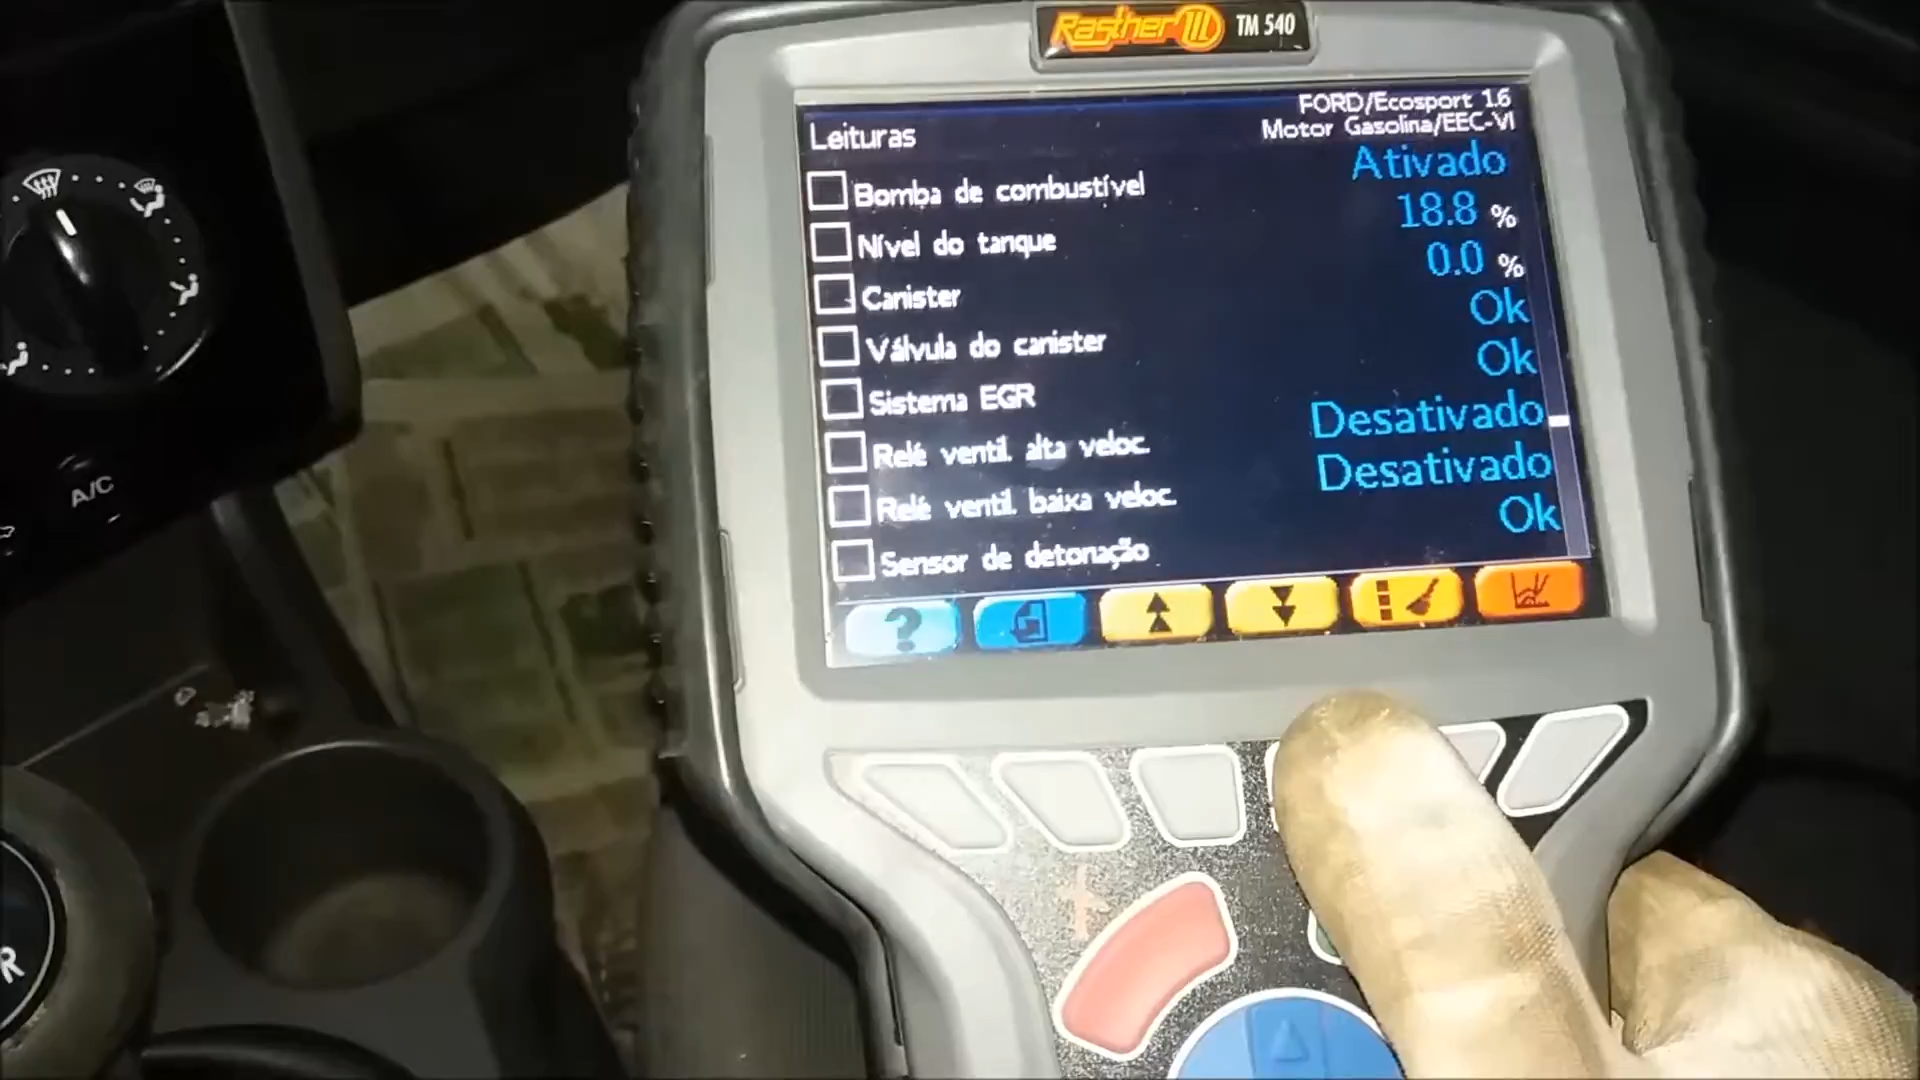 Rasther III TM 540
FORD/Ecosport 1.6
Leituras
Motor Gasolina/EEC-VI
Bomba de combustível Ativado
Nível do tanque 18.8 %
Canister 0.0 %
Válvula do canister Ok
Sistema EGR Ok
Relé ventil. alta veloc. Desativado
Relé ventil. baixa veloc. Desativado
Sensor de detonação Ok
?
A/C
R